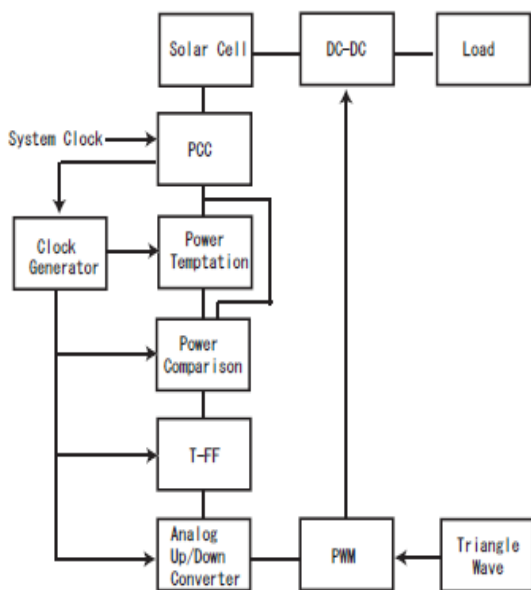 Solar Cell
DC-DC
Load
System Clock
PCC
Clock
Generator
Power
Temptation
Power
Comparison
T-FF
Analog
Up/Down
Converter
PWM
Triangle
Wave